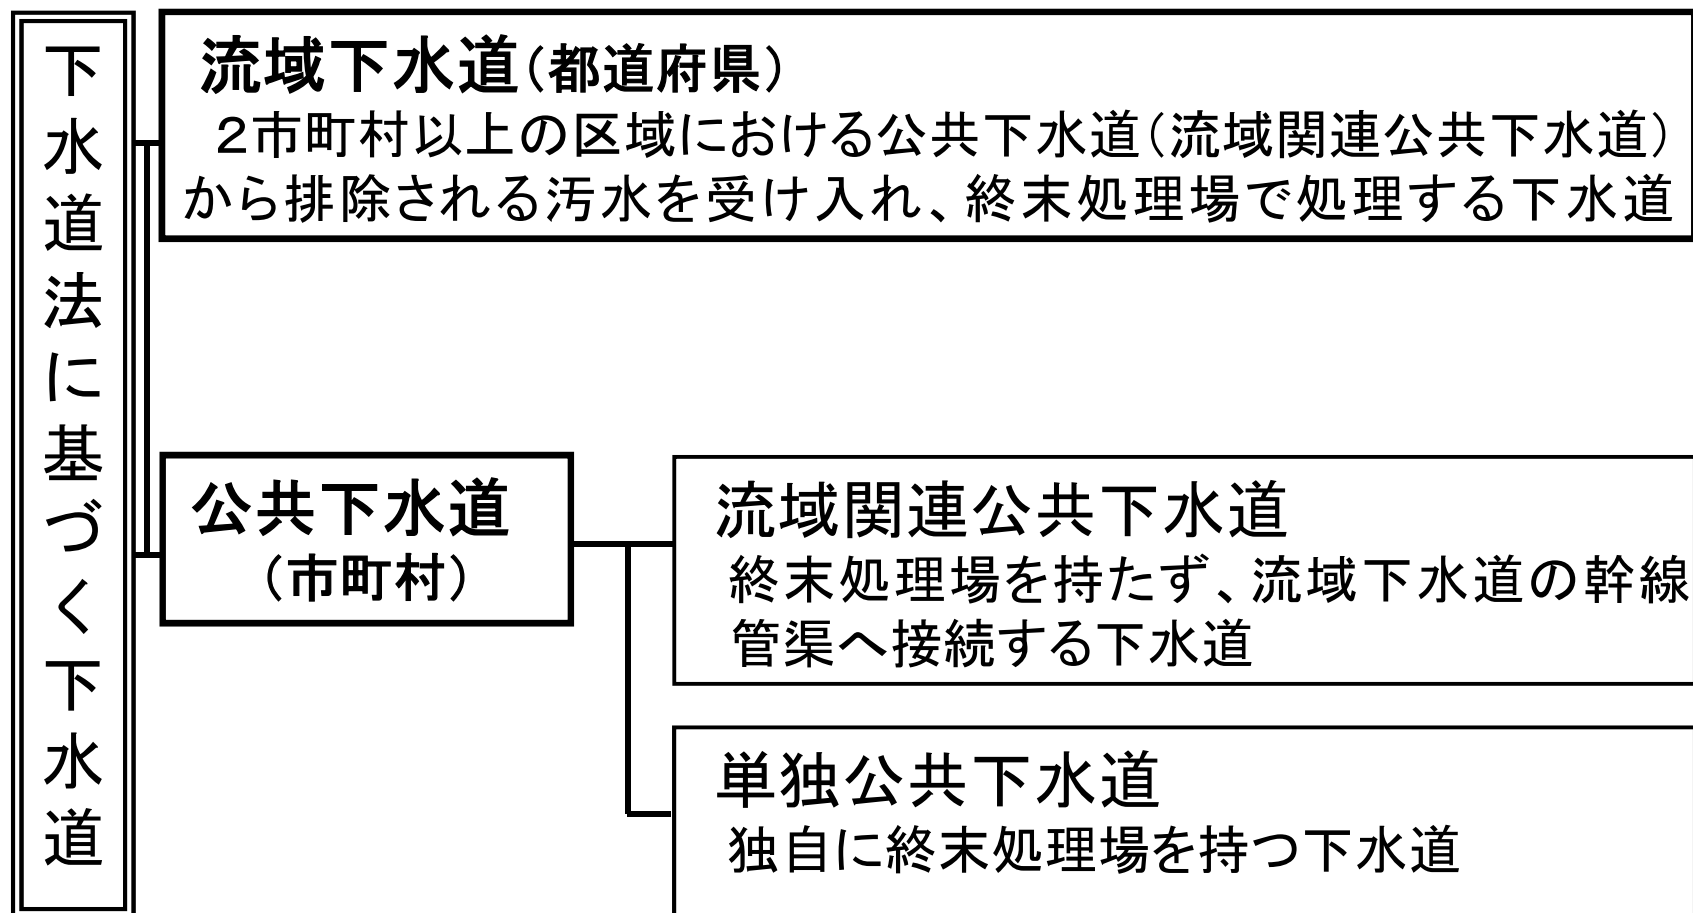 下水道法に基づく下水道
流域下水道(都道府県)
2市町村以上の区域における公共下水道(流域関連公共下水道)
から排除される汚水を受け入れ、終末処理場で処理する下水道
公共下水道
(市町村)
流域関連公共下水道
終末処理場を持たず、流域下水道の幹線
管渠へ接続する下水道
単独公共下水道
独自に終末処理場を持つ下水道